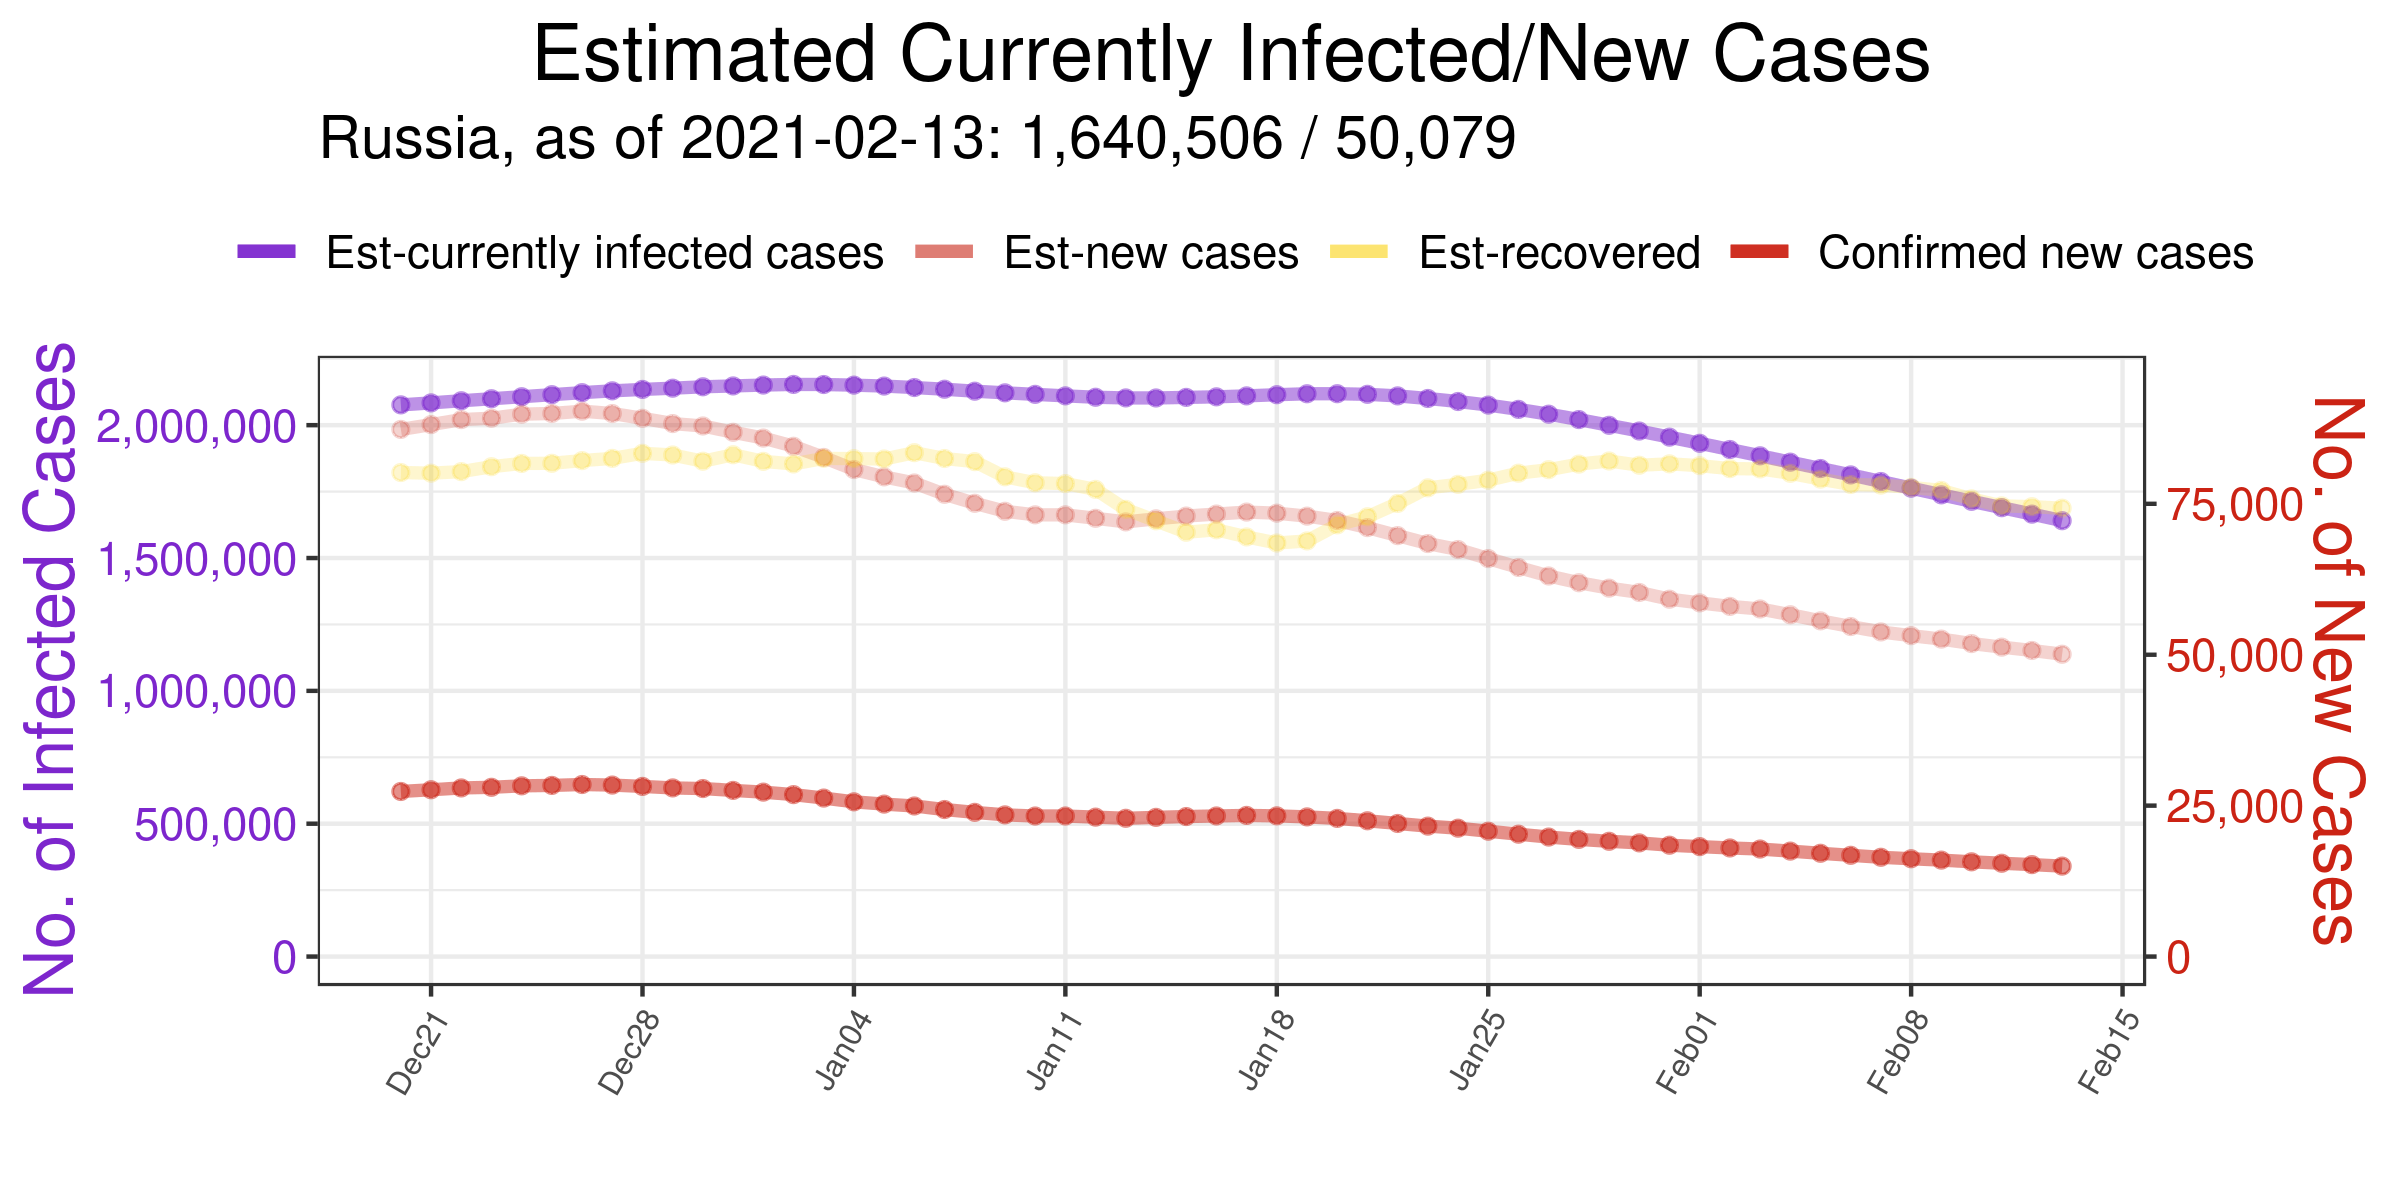 Estimated Currently Infected/New Cases
Russia, as of 2021-02-13: 1,640,506 / 50,079
Est-currently infected cases Est-new cases Est-recovered Confirmed new cases
No. of Infected Cases
2,000,000
1,500,000
1,000,000
500,000
0
75,000
50,000
25,000
0
No. of New Cases
Dec21 Dec28 Jan04 Jan11 Jan18 Jan25 Feb01 Feb08 Feb15